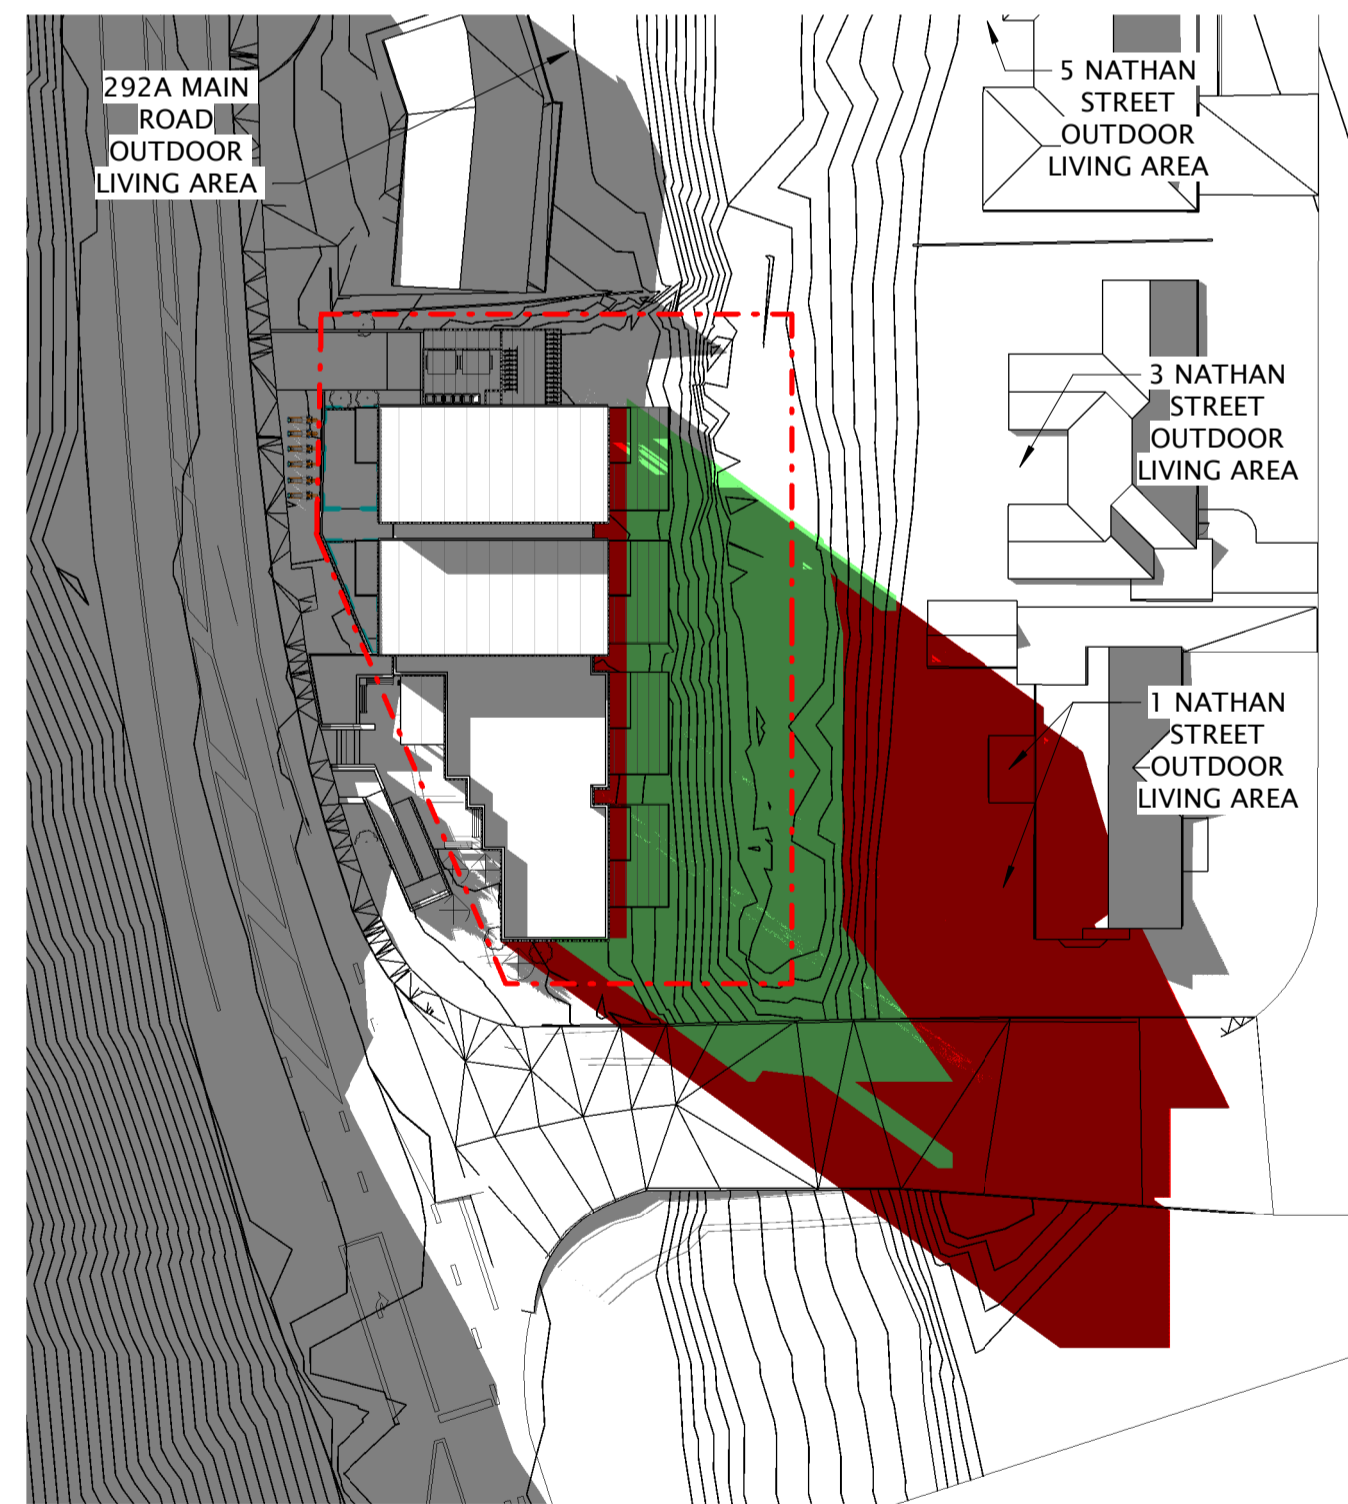 292A MAIN
ROAD
OUTDOOR
LIVING AREA
5 NATHAN
STREET
OUTDOOR
LIVING AREA
3 NATHAN
STREET
OUTDOOR
LIVING AREA
1 NATHAN
STREET
OUTDOOR
LIVING AREA